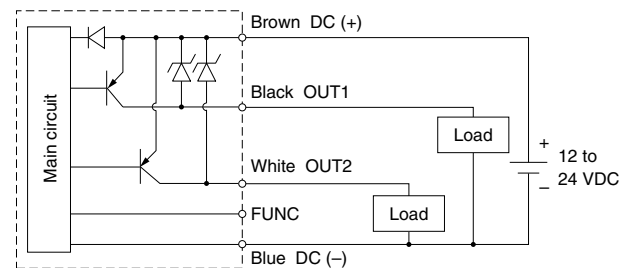 Brown DC (+)
Main circuit
Black OUT1
Load
+
12 to
24 VDC
–
White OUT2
Load
FUNC
Blue DC (–)